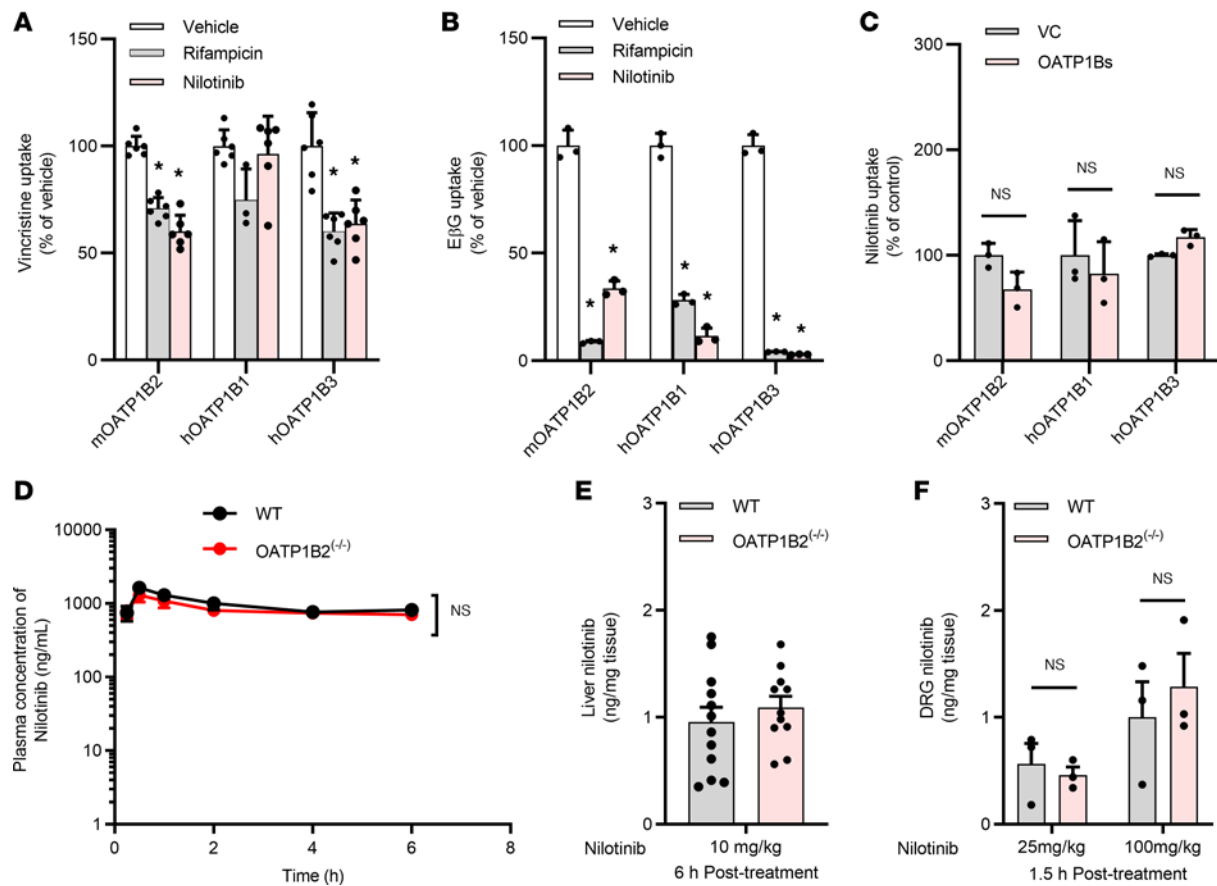 A
Vehicle
Rifampicin
Nilotinib
Vincristine uptake
(% of vehicle)
150
100
50
0
* * * *
mOATP1B2
hOATP1B1
hOATP1B3
B
Vehicle
Rifampicin
Nilotinib
EβG uptake
(% of vehicle)
150
100
50
0
* * * * * *
mOATP1B2
hOATP1B1
hOATP1B3
C
VC
OATP1Bs
Nilotinib uptake
(% of control)
300
200
100
0
NS NS NS
mOATP1B2
hOATP1B1
hOATP1B3
D
WT
OATP1B2(-/-)
Plasma concentration of
Nilotinib (ng/mL)
10000
1000
100
10
1
NS
0 2 4 6 8
Time (h)
E
WT
OATP1B2(-/-)
Liver nilotinib
(ng/mg tissue)
3
2
1
0
Nilotinib 10 mg/kg
6 h Post-treatment
F
WT
OATP1B2(-/-)
DRG nilotinib
(ng/mg tissue)
3
2
1
0
NS NS
Nilotinib 25mg/kg 100mg/kg
1.5 h Post-treatment